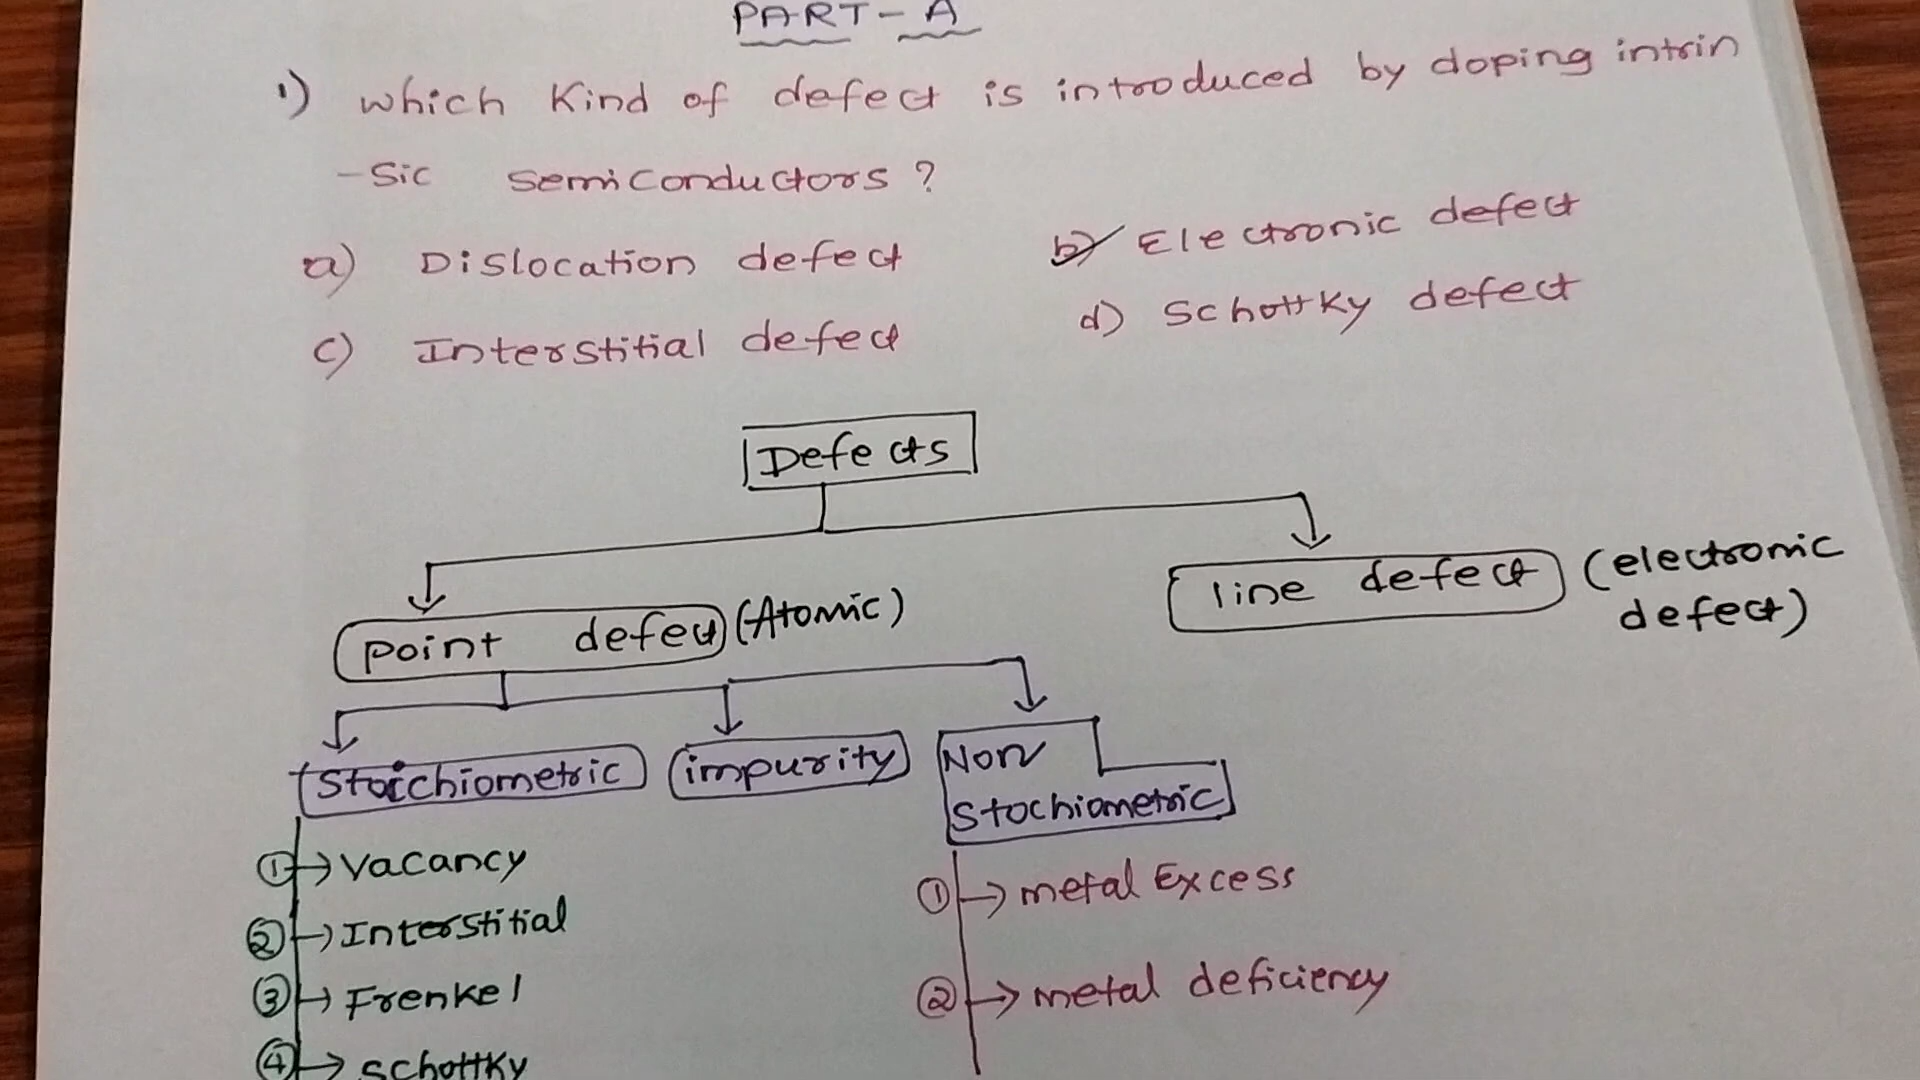 PART-A
1) which kind of defect is introduced by doping intrin
-Sic semiconductors?
a) Dislocation defect b) Electronic defect
c) Interstitial defect d) Schottky defect
Defects
point defect (Atomic) line defect (electronic
defect)
Stoichiometric impurity Non
Stochiometric
① → Vacancy ① → metal Excess
② → Interstitial
③ → Frenkel ② → metal deficiency
④ → Schottky